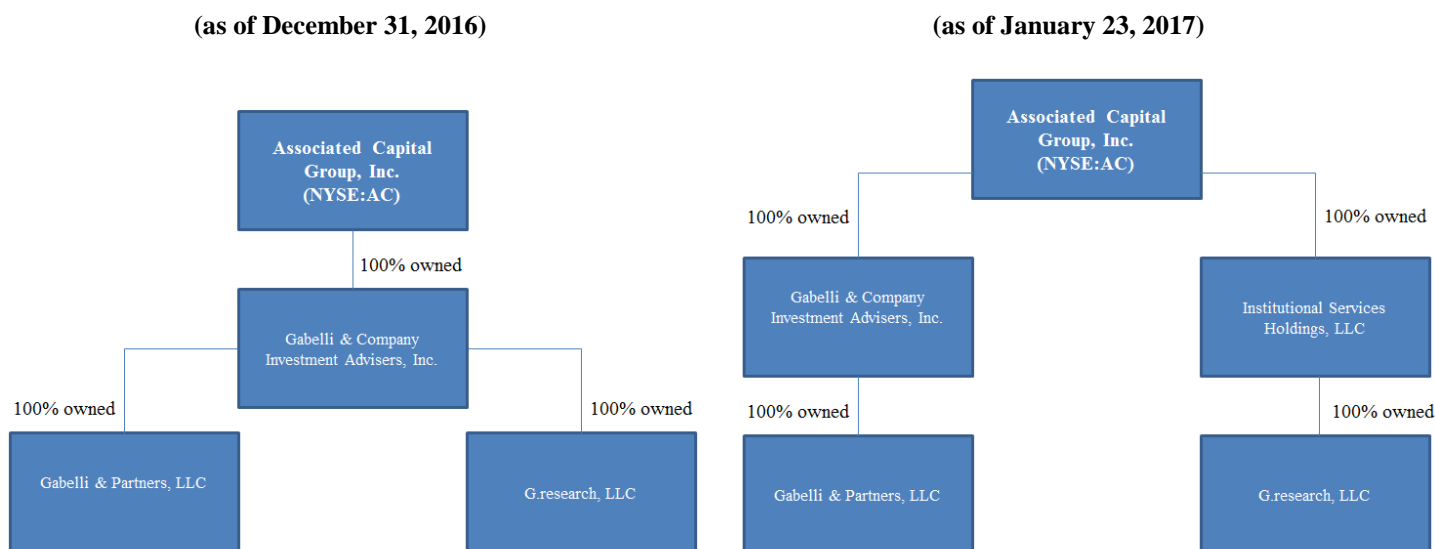 (as of December 31, 2016)
Associated Capital
Group, Inc.
(NYSE:AC)
100% owned
Gabelli & Company
Investment Advisers, Inc.
100% owned
100% owned
Gabelli & Partners, LLC
G.research, LLC
(as of January 23, 2017)
Associated Capital
Group, Inc.
(NYSE:AC)
100% owned
100% owned
Gabelli & Company
Investment Advisers, Inc.
Institutional Services
Holdings, LLC
100% owned
100% owned
Gabelli & Partners, LLC
G.research, LLC